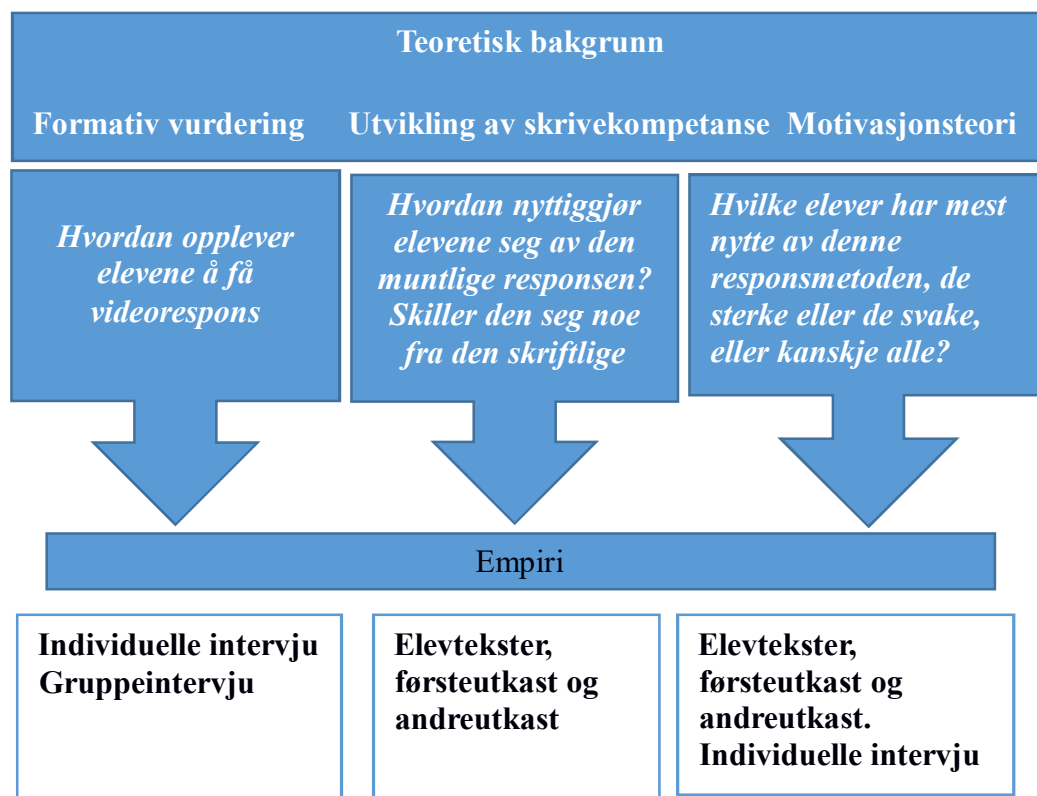 Teoretisk bakgrunn
Formativ vurdering
Utvikling av skrivekompetanse
Motivasjonsteori
Hvordan opplever
elevene å få
videorespons
Hvordan nyttiggjør
elevene seg av den
muntlige responsen?
Skiller den seg noe
fra den skriftlige
Hvilke elever har mest
nytte av denne
responsmetoden, de
sterke eller de svake,
eller kanskje alle?
Empiri
Individuelle intervju
Gruppeintervju
Elevtekster,
førsteutkast og
andreutkast
Elevtekster,
førsteutkast og
andreutkast.
Individuelle intervju